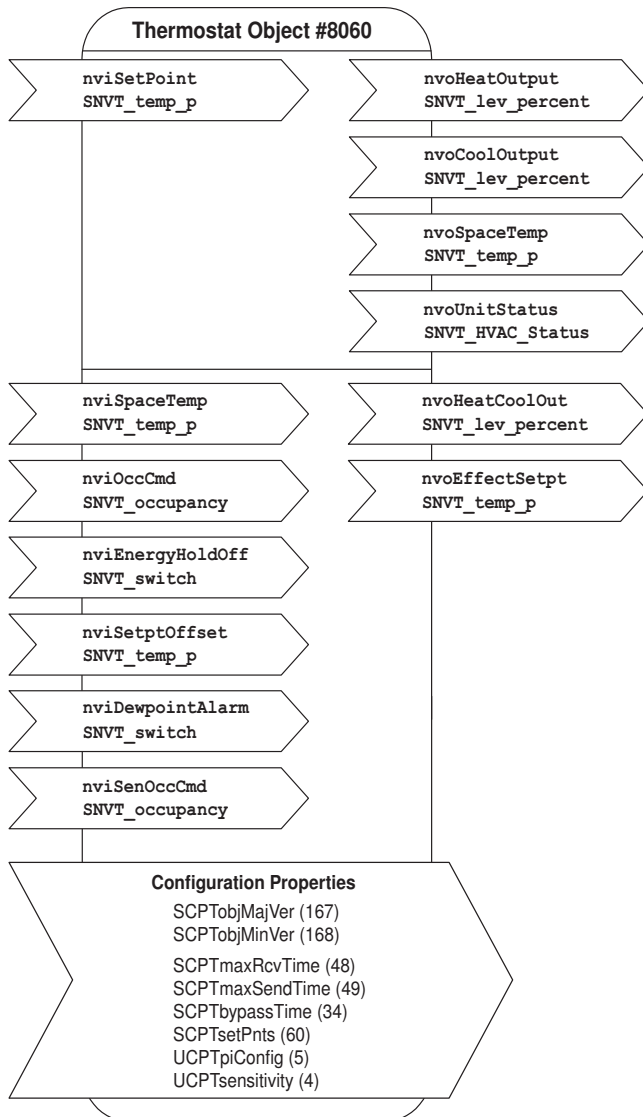 Thermostat Object #8060
nviSetPoint
SNVT_temp_p
nvoHeatOutput
SNVT_lev_percent
nvoCoolOutput
SNVT_lev_percent
nvoSpaceTemp
SNVT_temp_p
nvoUnitStatus
SNVT_HVAC_Status
nviSpaceTemp
SNVT_temp_p
nvoHeatCoolOut
SNVT_lev_percent
nviOccCmd
SNVT_occupancy
nvoEffectSetpt
SNVT_temp_p
nviEnergyHoldOff
SNVT_switch
nviSetptOffset
SNVT_temp_p
nviDewpointAlarm
SNVT_switch
nviSenOccCmd
SNVT_occupancy
Configuration Properties
SCPTobjMajVer (167)
SCPTobjMinVer (168)
SCPTmaxRcvTime (48)
SCPTmaxSendTime (49)
SCPTbypassTime (34)
SCPTsetPnts (60)
UCPTpiConfig (5)
UCPTsensitivity (4)